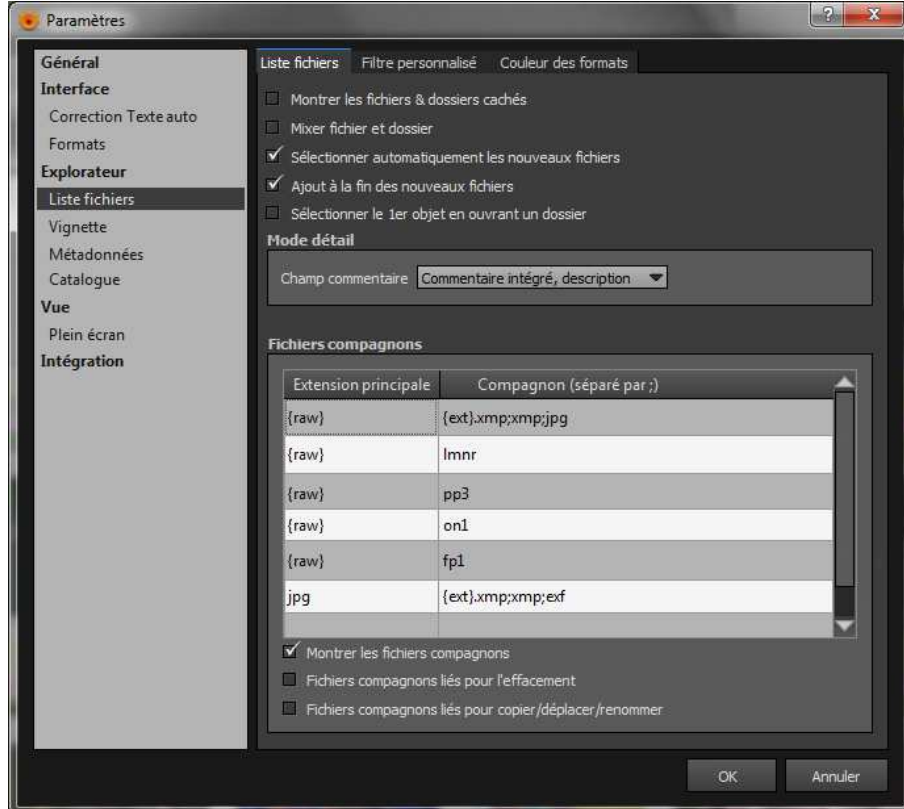 Paramètres
Général
Interface
Correction Texte auto
Formats
Explorateur
Liste fichiers
Vignette
Métadonnées
Catalogue
Vue
Plein écran
Intégration
Liste fichiers Filtre personnalisé Couleur des formats
Montrer les fichiers & dossiers cachés
Mixer fichier et dossier
Sélectionner automatiquement les nouveaux fichiers
Ajout à la fin des nouveaux fichiers
Sélectionner le 1er objet en ouvrant un dossier
Mode détail
Champ commentaire Commentaire intégré, description
Fichiers compagnons
Extension principale Compagnon (séparé par ;)
{raw} {ext}.xmp;xmp;jpg
{raw} lmnr
{raw} pp3
{raw} on1
{raw} fp1
jpg {ext}.xmp;xmp;exf
Montrer les fichiers compagnons
Fichiers compagnons liés pour l'effacement
Fichiers compagnons liés pour copier/déplacer/renommer
OK Annuler